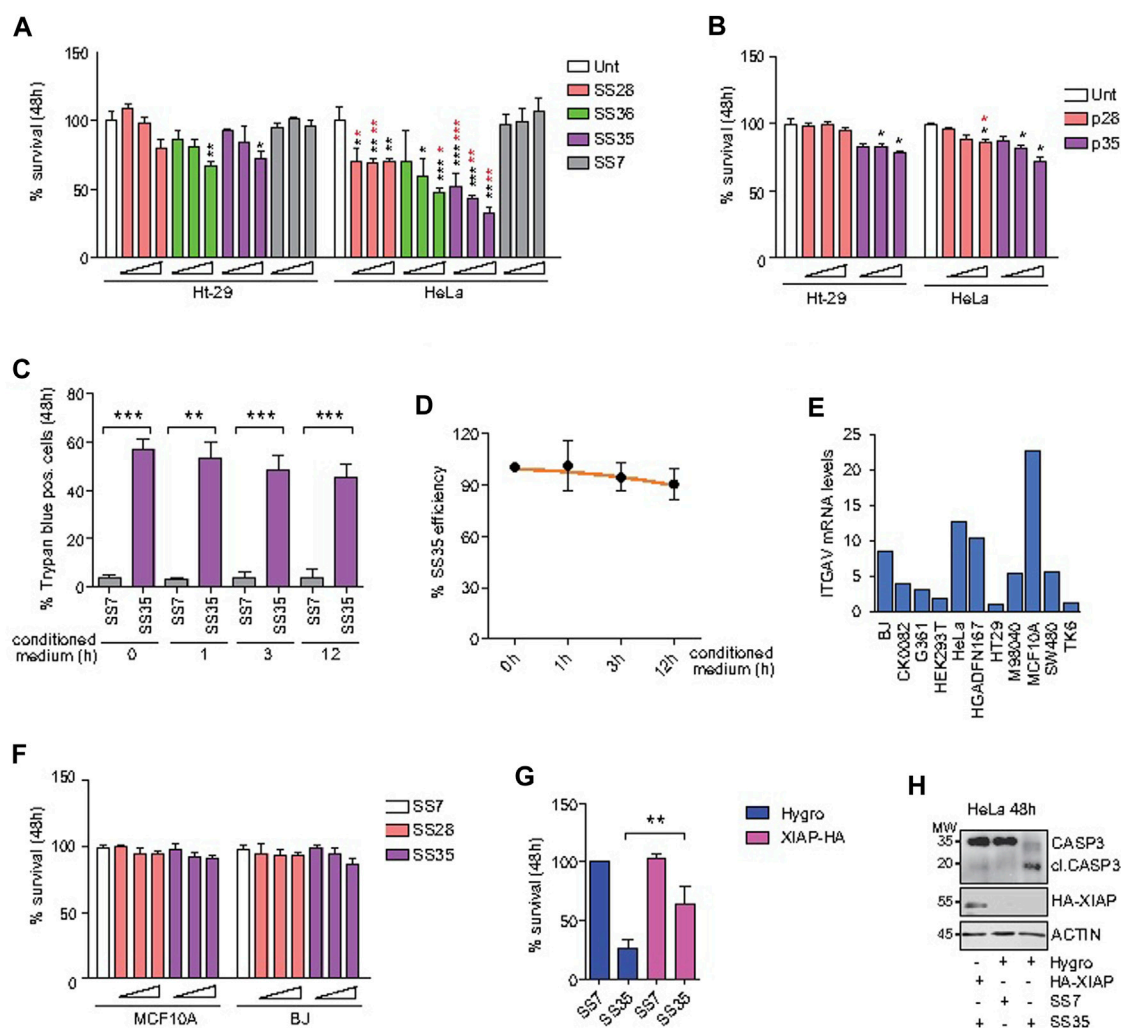 A
% survival (48h)
150
100
50
0
Ht-29
HeLa
** * * ** ** ** ** * *** * *** *** *** ** ** **
Unt
SS28
SS36
SS35
SS7
B
% survival (48h)
150
100
50
0
Ht-29
HeLa
* * * * * *
Unt
p28
p35
C
% Trypan blue pos. cells (48h)
80
60
40
20
0
*** ** *** ***
SS7 SS35 SS7 SS35 SS7 SS35 SS7 SS35
conditioned
medium (h) 0 1 3 12
D
% SS35 efficiency
120
90
60
30
0
0h 1h 3h 12h conditioned
medium (h)
E
ITGAV mRNA levels
25
20
15
10
5
0
BJ
CK0082
G361
HEK293T
HeLa
HGADFN167
HT29
M98040
MCF10A
SW480
TK6
F
% survival (48h)
150
100
50
0
MCF10A
BJ
SS7
SS28
SS35
G
% survival (48h)
150
100
50
0
**
SS7 SS35 SS7 SS35
Hygro
XIAP-HA
H
HeLa 48h
MW
35 CASP3
20 cl.CASP3
55 HA-XIAP
45 ACTIN
- + + Hygro
+ - - HA-XIAP
- + - SS7
+ - + SS35